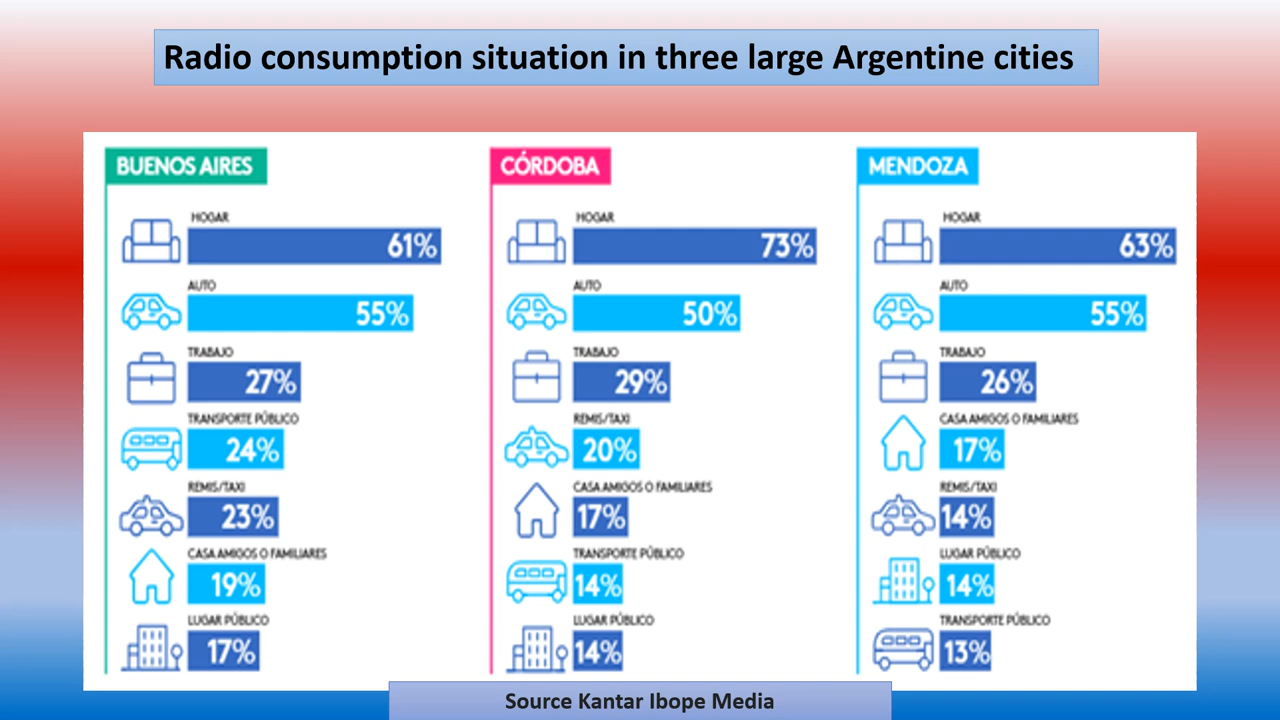 Radio consumption situation in three large Argentine cities
BUENOS AIRES
HOGAR
61%
AUTO
55%
TRABAJO
27%
TRANSPORTE PÚBLICO
24%
REMIS/TAXI
23%
CASA AMIGOS O FAMILIARES
19%
LUGAR PÚBLICO
17%
CÓRDOBA
HOGAR
73%
AUTO
50%
TRABAJO
29%
REMIS/TAXI
20%
CASA AMIGOS O FAMILIARES
17%
TRANSPORTE PÚBLICO
14%
LUGAR PÚBLICO
14%
MENDOZA
HOGAR
63%
AUTO
55%
TRABAJO
26%
CASA AMIGOS O FAMILIARES
17%
REMIS/TAXI
14%
LUGAR PÚBLICO
14%
TRANSPORTE PÚBLICO
13%
Source Kantar Ibope Media